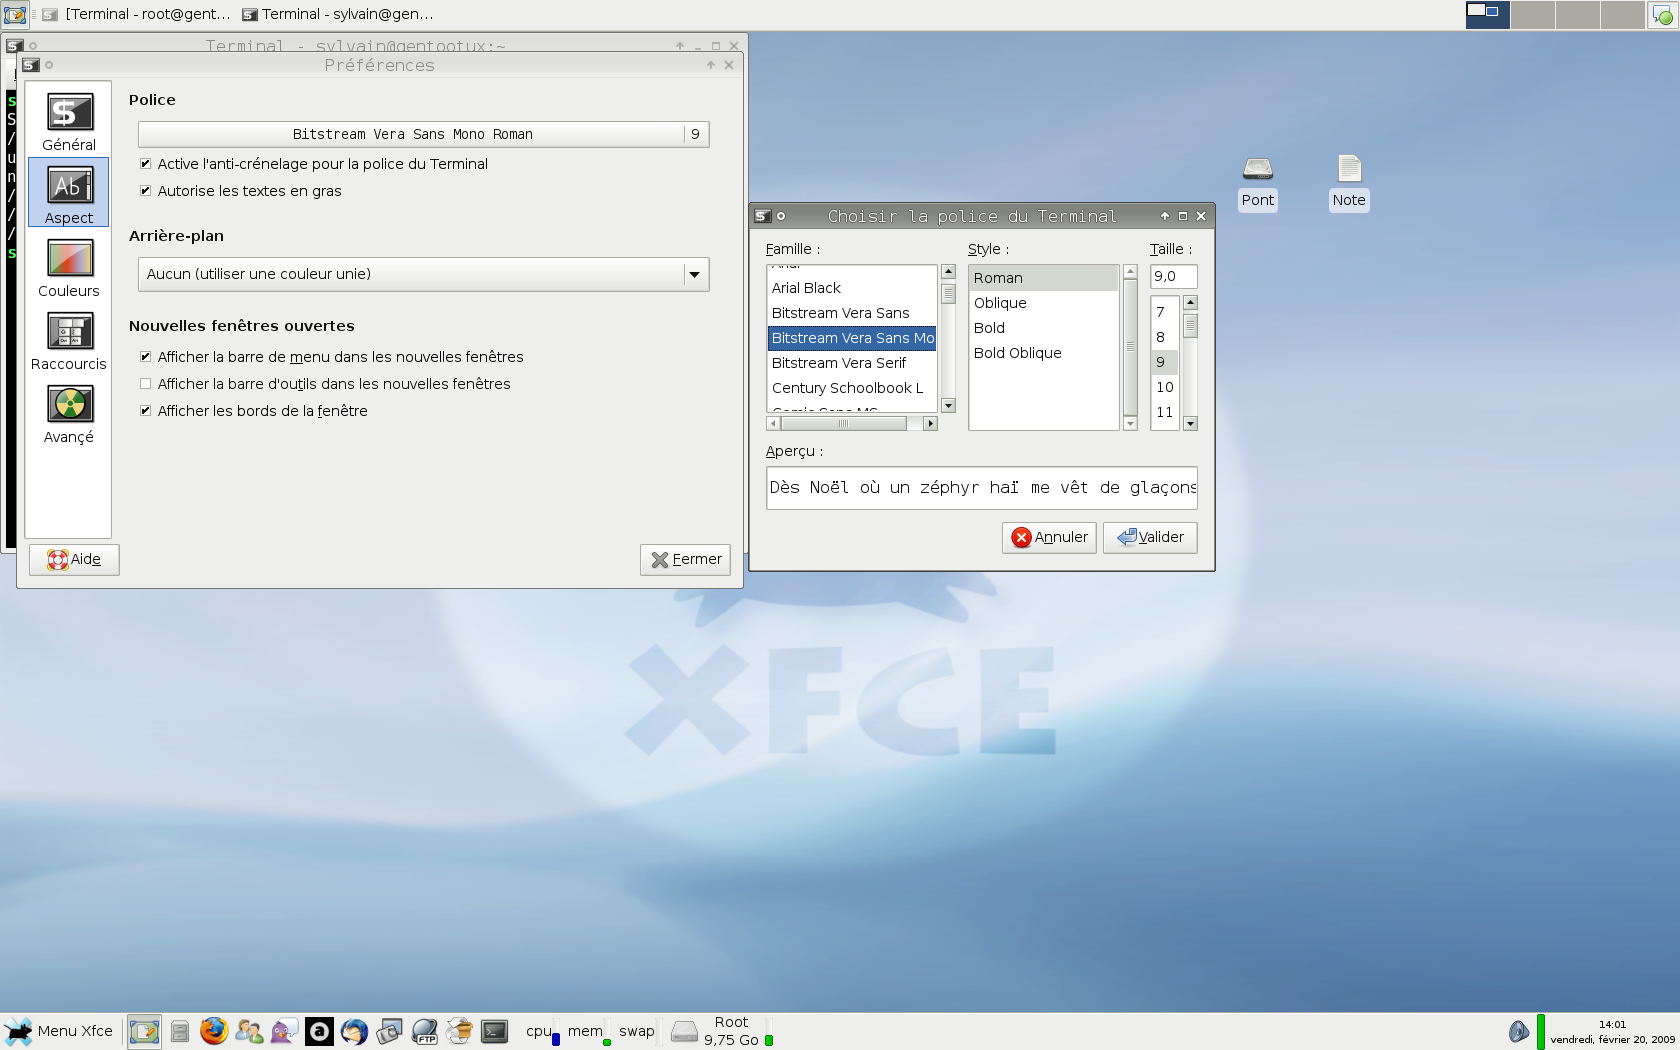 [Terminal - root@gent...
Terminal - sylvain@gen...
Terminal - sylvain@gentootux:~
Préférences
Général
Aspect
Couleurs
Raccourcis
Avancé
Police
Bitstream Vera Sans Mono Roman
9
Active l'anti-crénelage pour la police du Terminal
Autorise les textes en gras
Arrière-plan
Aucun (utiliser une couleur unie)
Nouvelles fenêtres ouvertes
Afficher la barre de menu dans les nouvelles fenêtres
Afficher la barre d'outils dans les nouvelles fenêtres
Afficher les bords de la fenêtre
Aide
Fermer
Pont
Note
Choisir la police du Terminal
Famille :
Arial Black
Bitstream Vera Sans
Bitstream Vera Sans Mo
Bitstream Vera Serif
Century Schoolbook L
Comic Sans MS
Style :
Roman
Oblique
Bold
Bold Oblique
Taille :
9,0
7
8
9
10
11
Aperçu :
Dès Noël où un zéphyr haï me vêt de glaçons
Annuler
Valider
XFCE
Menu Xfce
FTP
cpu
mem
swap
Root
9,75 Go
14:01
vendredi, février 20, 2009